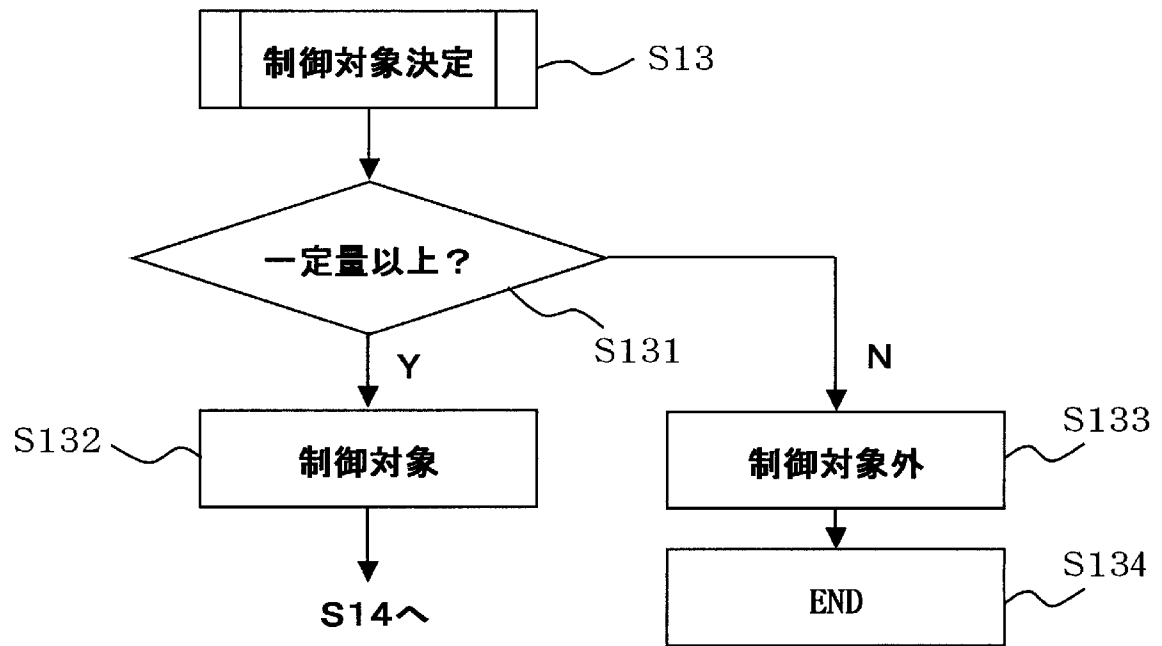 制御対象決定
S13
一定量以上？
S131
Y
N
S132
制御対象
制御対象外
S133
S14へ
END
S134